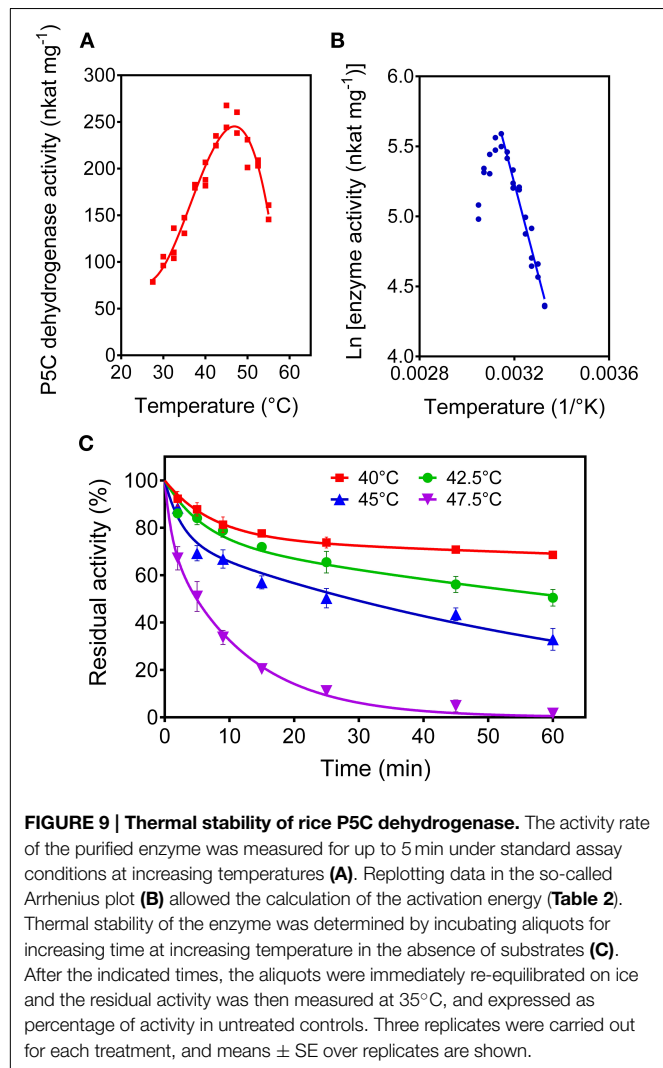 A
P5C dehydrogenase activity (nkat mg⁻¹)
300
250
200
150
100
50
0
20 30 40 50 60
Temperature (°C)
B
Ln [enzyme activity (nkat mg⁻¹)]
6.0
5.5
5.0
4.5
4.0
0.0028 0.0032 0.0036
Temperature (1/°K)
C
Residual activity (%)
100
80
60
40
20
0
40°C 42.5°C
45°C 47.5°C
0 10 20 30 40 50 60
Time (min)
FIGURE 9 | Thermal stability of rice P5C dehydrogenase. The activity rate
of the purified enzyme was measured for up to 5 min under standard assay
conditions at increasing temperatures (A). Replotting data in the so-called
Arrhenius plot (B) allowed the calculation of the activation energy (Table 2).
Thermal stability of the enzyme was determined by incubating aliquots for
increasing time at increasing temperature in the absence of substrates (C).
After the indicated times, the aliquots were immediately re-equilibrated on ice
and the residual activity was then measured at 35°C, and expressed as
percentage of activity in untreated controls. Three replicates were carried out
for each treatment, and means ± SE over replicates are shown.